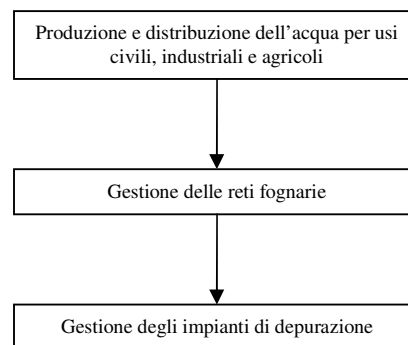 Produzione e distribuzione dell’acqua per usi
civili, industriali e agricoli
Gestione delle reti fognarie
Gestione degli impianti di depurazione